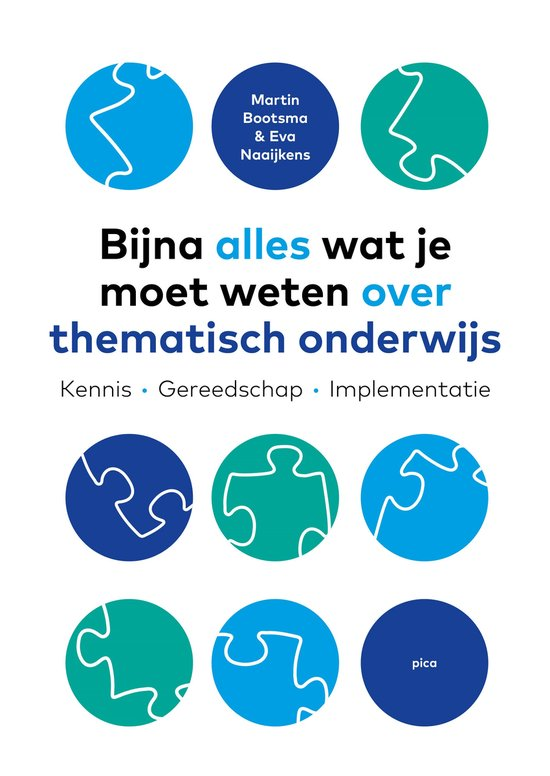 Martin
Bootsma
& Eva
Naaijkens
Bijna alles wat je
moet weten over
thematisch onderwijs
Kennis • Gereedschap • Implementatie
pica